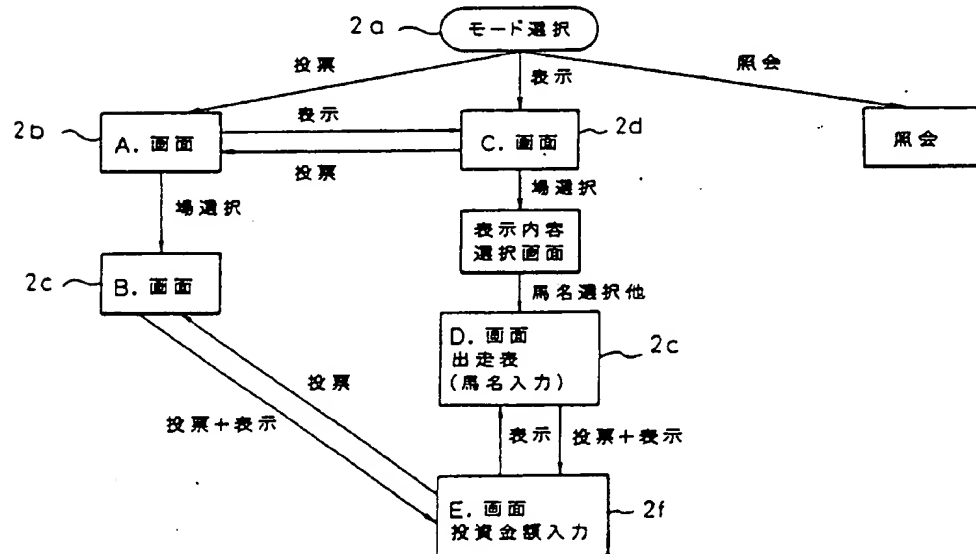 2a
モード選択
投票
表示
照会
2b
A. 画面
表示
投票
C. 画面
2d
照会
場選択
場選択
表示内容
選択画面
2c
B. 画面
馬名選択他
D. 画面
出走表
(馬名入力)
2c
投票
投票+表示
表示
投票+表示
E. 画面
投資金額入力
2f